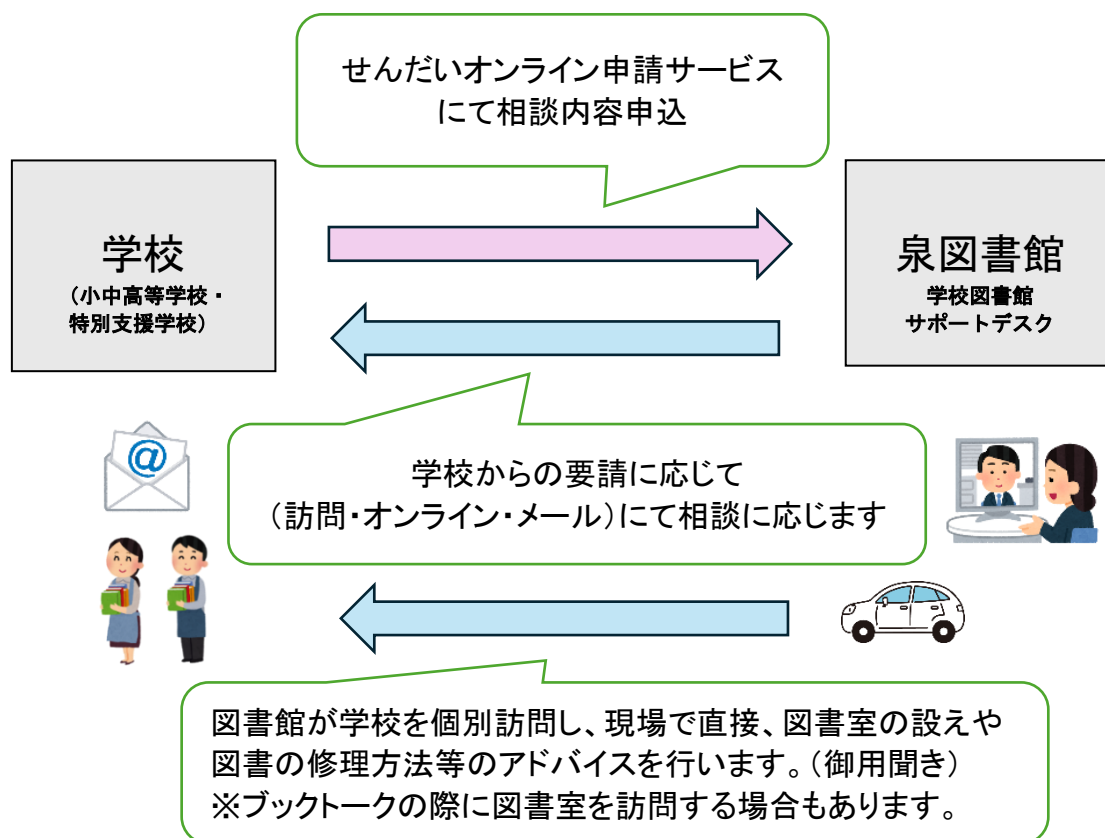 せんだいオンライン申請サービス
にて相談内容申込
学校
（小中高等学校・
特別支援学校）
泉図書館
学校図書館
サポートデスク
@
学校からの要請に応じて
（訪問・オンライン・メール）にて相談に応じます
図書館が学校を個別訪問し、現場で直接、図書室の設えや
図書の修理方法等のアドバイスを行います。（御用聞き）
※ブックトークの際に図書室を訪問する場合もあります。